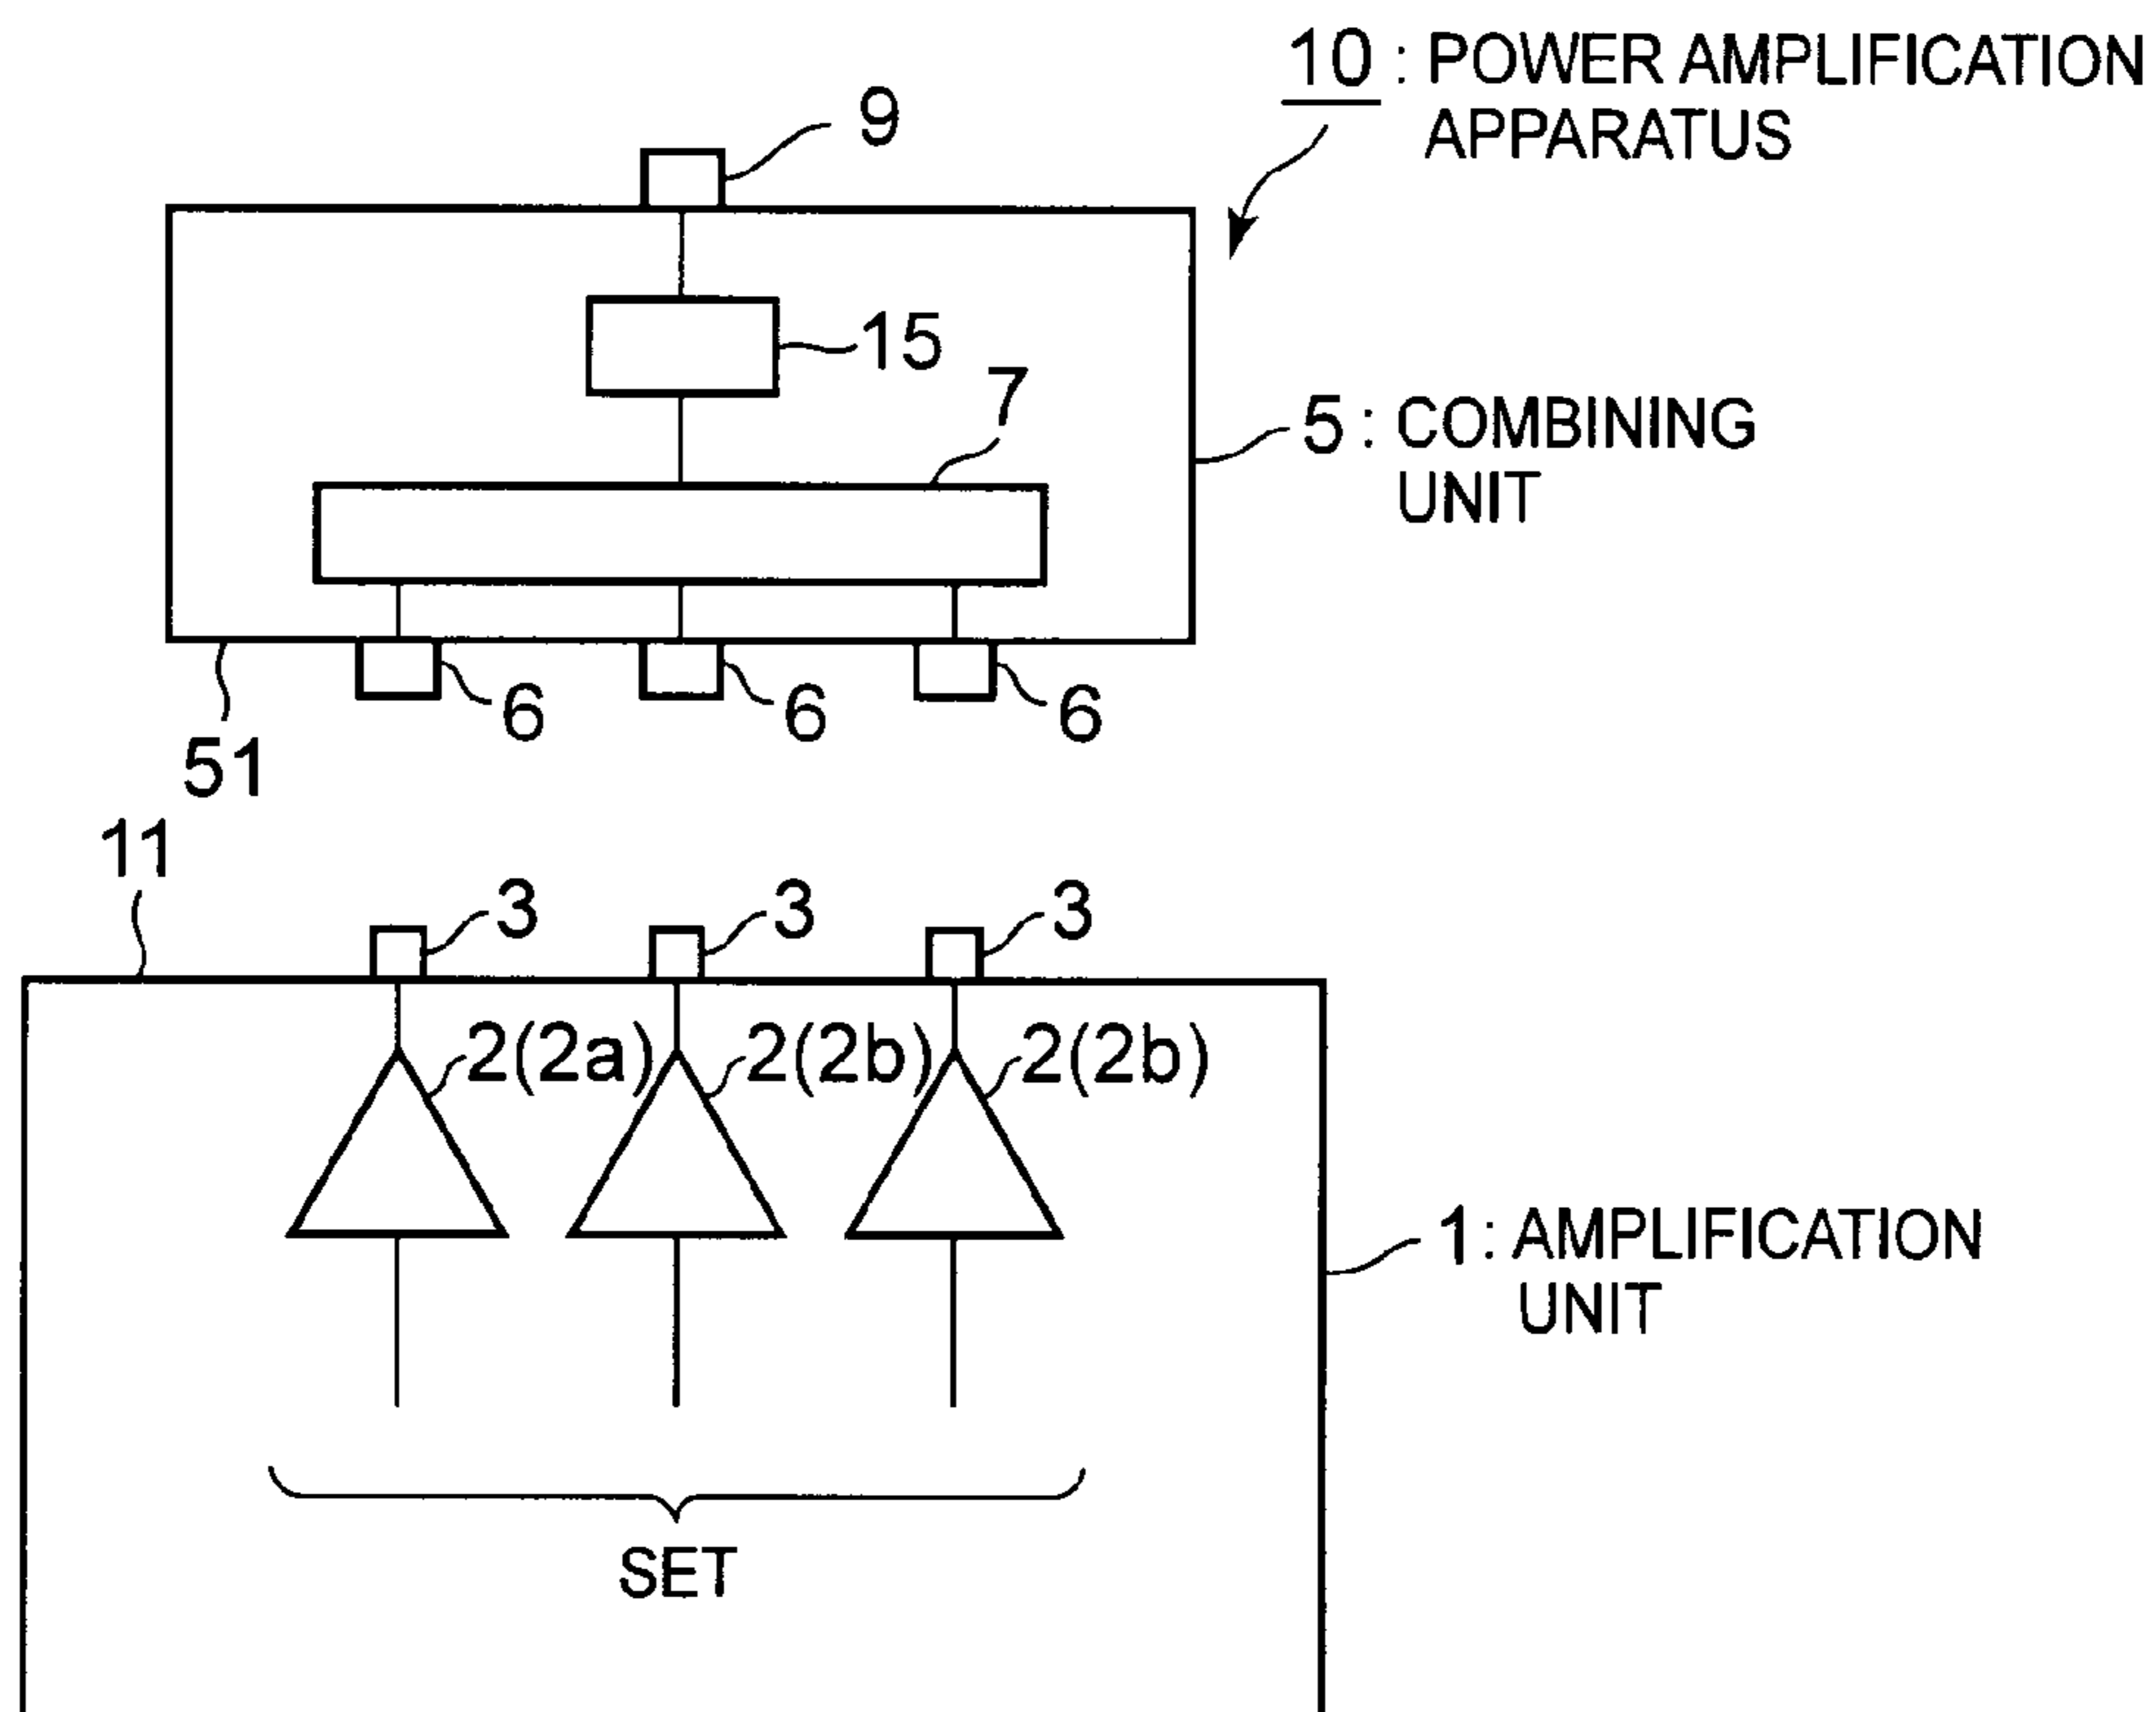 10 : POWER AMPLIFICATION
APPARATUS
9
15
7
5 : COMBINING
UNIT
6 6 6
51
11
3 3 3
2(2a) 2(2b) 2(2b)
1 : AMPLIFICATION
UNIT
SET